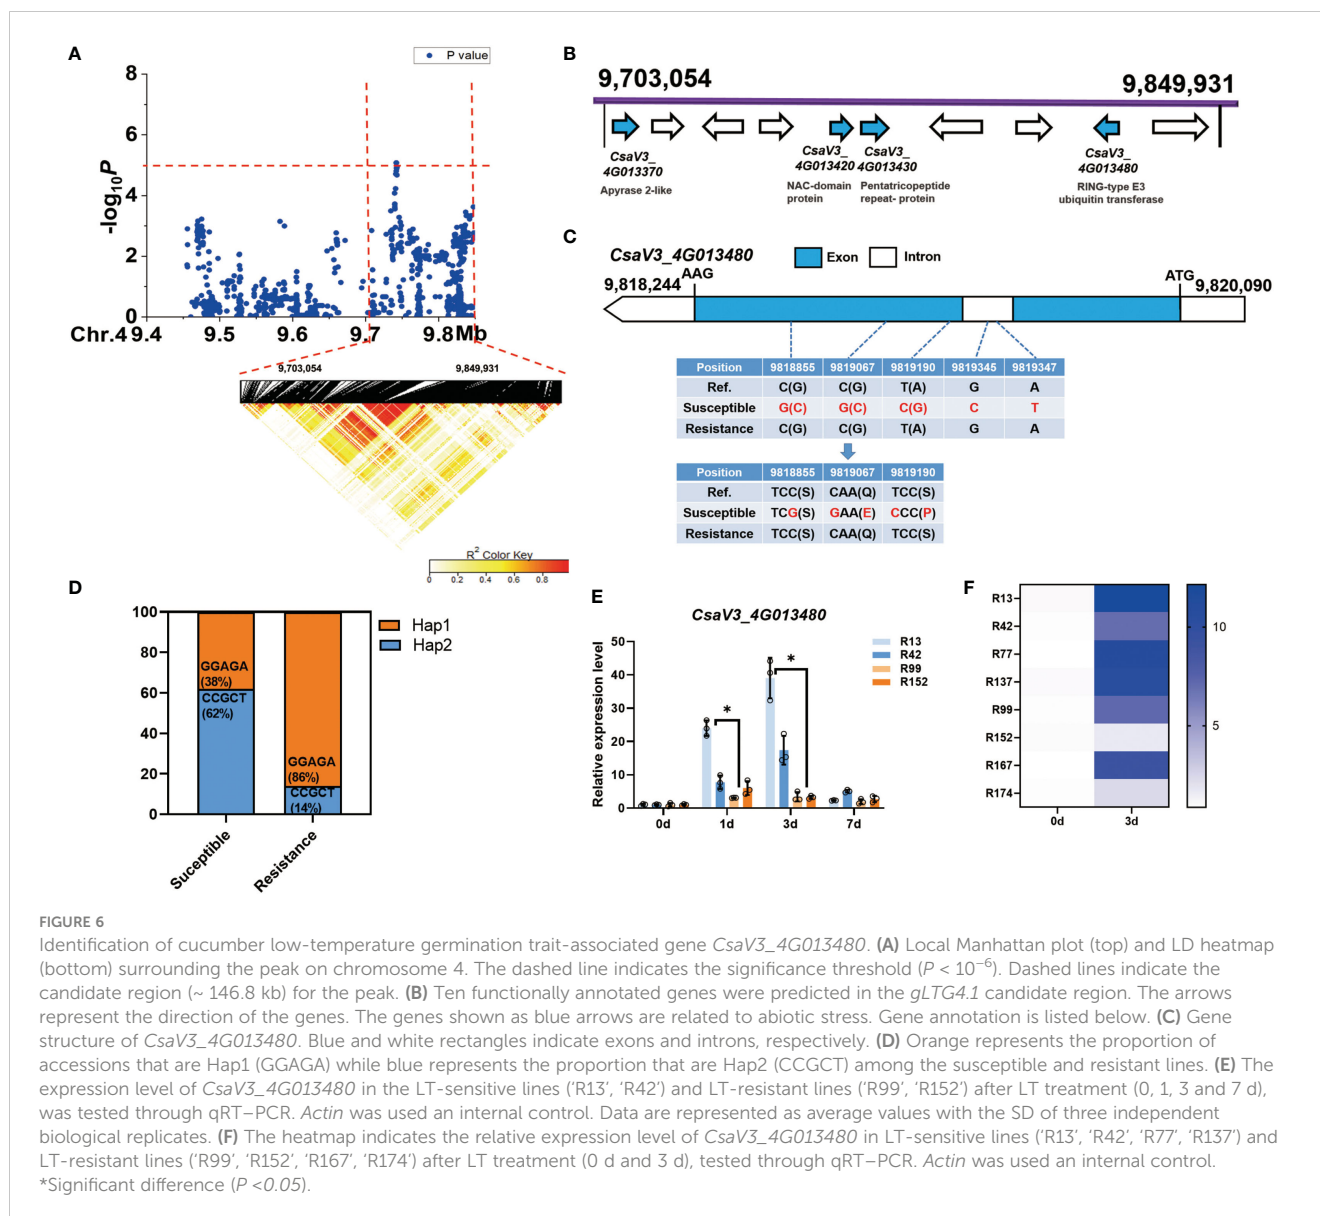 A
P value
8
6
4
2
0
-log10P
Chr.4 9.4 9.5 9.6 9.7 9.8 Mb
9,703,054 9,849,931
R2 Color Key
0 0.2 0.4 0.6 0.8
B
9,703,054 9,849,931
CsaV3_4G013370
Apyrase 2-like
CsaV3_4G013420
NAC-domain protein
CsaV3_4G013430
Pentatricopeptide repeat- protein
CsaV3_4G013480
RING-type E3 ubiquitin transferase
C
CsaV3_4G013480
Exon Intron
9,818,244 AAG ATG 9,820,090
Position 9818855 9819067 9819190 9819345 9819347
Ref. C(G) C(G) T(A) G A
Susceptible G(C) G(C) C(G) C T
Resistance C(G) C(G) T(A) G A
Position 9818855 9819067 9819190
Ref. TCC(S) CAA(Q) TCC(S)
Susceptible TCG(S) GAA(E) CCC(P)
Resistance TCC(S) CAA(Q) TCC(S)
D
100
80
60
40
20
0
GGAGA
(38%)
CCGCT
(62%)
GGAGA
(86%)
CCGCT
(14%)
Hap1
Hap2
Suceptible Resistance
E
CsaV3_4G013480
Relative expression level
50
40
30
20
10
0
* *
R13
R42
R99
R152
0d 1d 3d 7d
F
R13
R42
R77
R137
R99
R152
R167
R174
0d 3d
10
5
FIGURE 6
Identification of cucumber low-temperature germination trait-associated gene CsaV3_4G013480. (A) Local Manhattan plot (top) and LD heatmap
(bottom) surrounding the peak on chromosome 4. The dashed line indicates the significance threshold (P < 10−6). Dashed lines indicate the
candidate region (~ 146.8 kb) for the peak. (B) Ten functionally annotated genes were predicted in the gLTG4.1 candidate region. The arrows
represent the direction of the genes. The genes shown as blue arrows are related to abiotic stress. Gene annotation is listed below. (C) Gene
structure of CsaV3_4G013480. Blue and white rectangles indicate exons and introns, respectively. (D) Orange represents the proportion of
accessions that are Hap1 (GGAGA) while blue represents the proportion that are Hap2 (CCGCT) among the susceptible and resistant lines. (E) The
expression level of CsaV3_4G013480 in the LT-sensitive lines (‘R13’, ‘R42’) and LT-resistant lines (‘R99’, ‘R152’) after LT treatment (0, 1, 3 and 7 d),
was tested through qRT–PCR. Actin was used an internal control. Data are represented as average values with the SD of three independent
biological replicates. (F) The heatmap indicates the relative expression level of CsaV3_4G013480 in LT-sensitive lines (‘R13’, ‘R42’, ‘R77’, ‘R137’) and
LT-resistant lines (‘R99’, ‘R152’, ‘R167’, ‘R174’) after LT treatment (0 d and 3 d), tested through qRT–PCR. Actin was used an internal control.
*Significant difference (P <0.05).